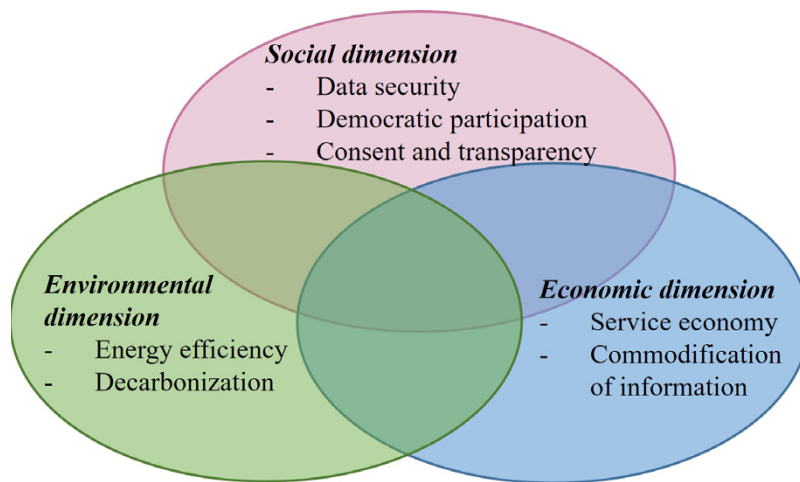 Social dimension
- Data security
- Democratic participation
- Consent and transparency
Environmental
dimension
- Energy efficiency
- Decarbonization
Economic dimension
- Service economy
- Commodification
of information